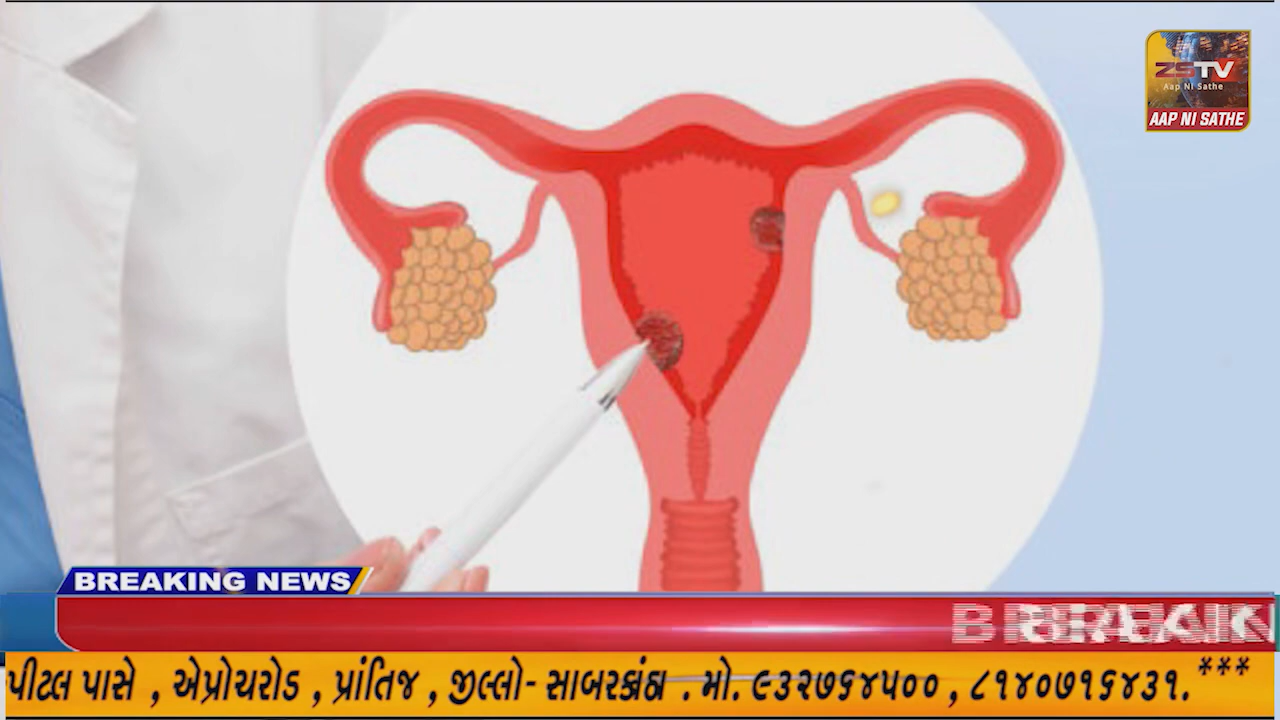 ZSTV
Aap Ni Sathe
AAP NI SATHE
BREAKING NEWS
પીટલ પાસે , એપ્રોચરોડ , પ્રાંતિજ , જીલ્લો- સાબરકાંઠા . મો. ૯૩૨૭૬૪૫૦૦ , ૮૧૪૦૭૧૬૪૩૧. ***